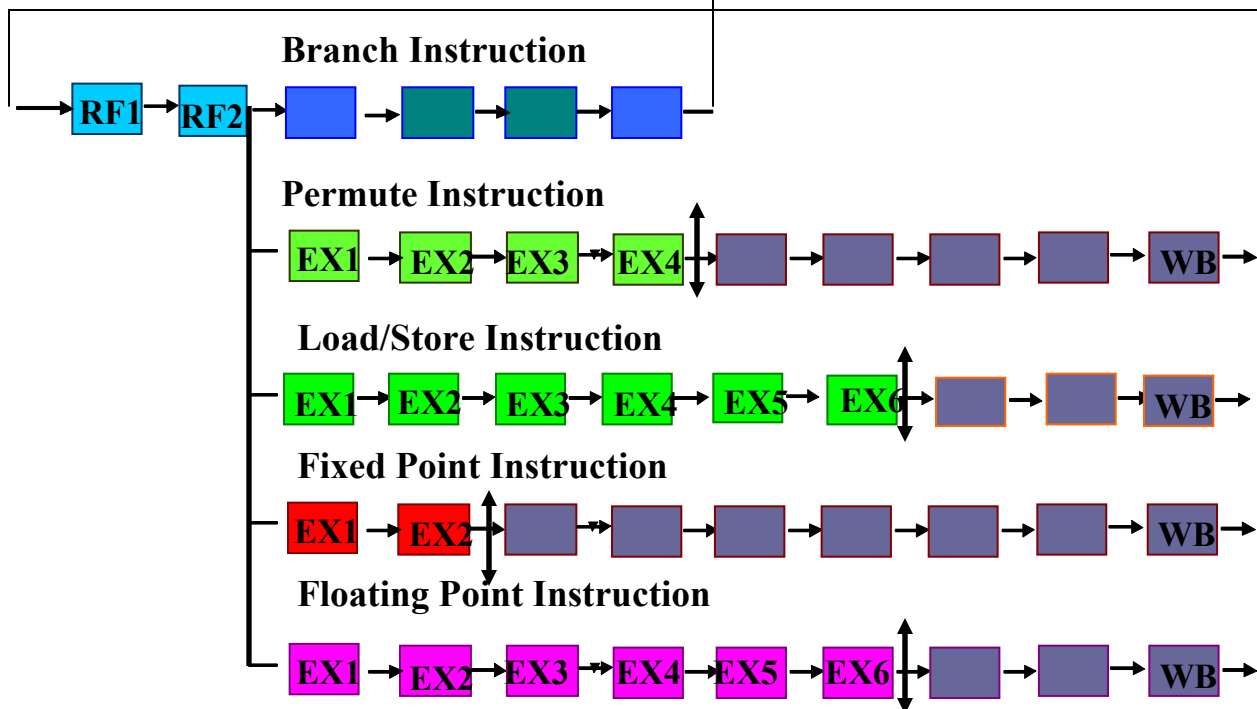 Branch Instruction
RF1 RF2
Permute Instruction
EX1 EX2 EX3 EX4 WB
Load/Store Instruction
EX1 EX2 EX3 EX4 EX5 EX6 WB
Fixed Point Instruction
EX1 EX2 WB
Floating Point Instruction
EX1 EX2 EX3 EX4 EX5 EX6 WB